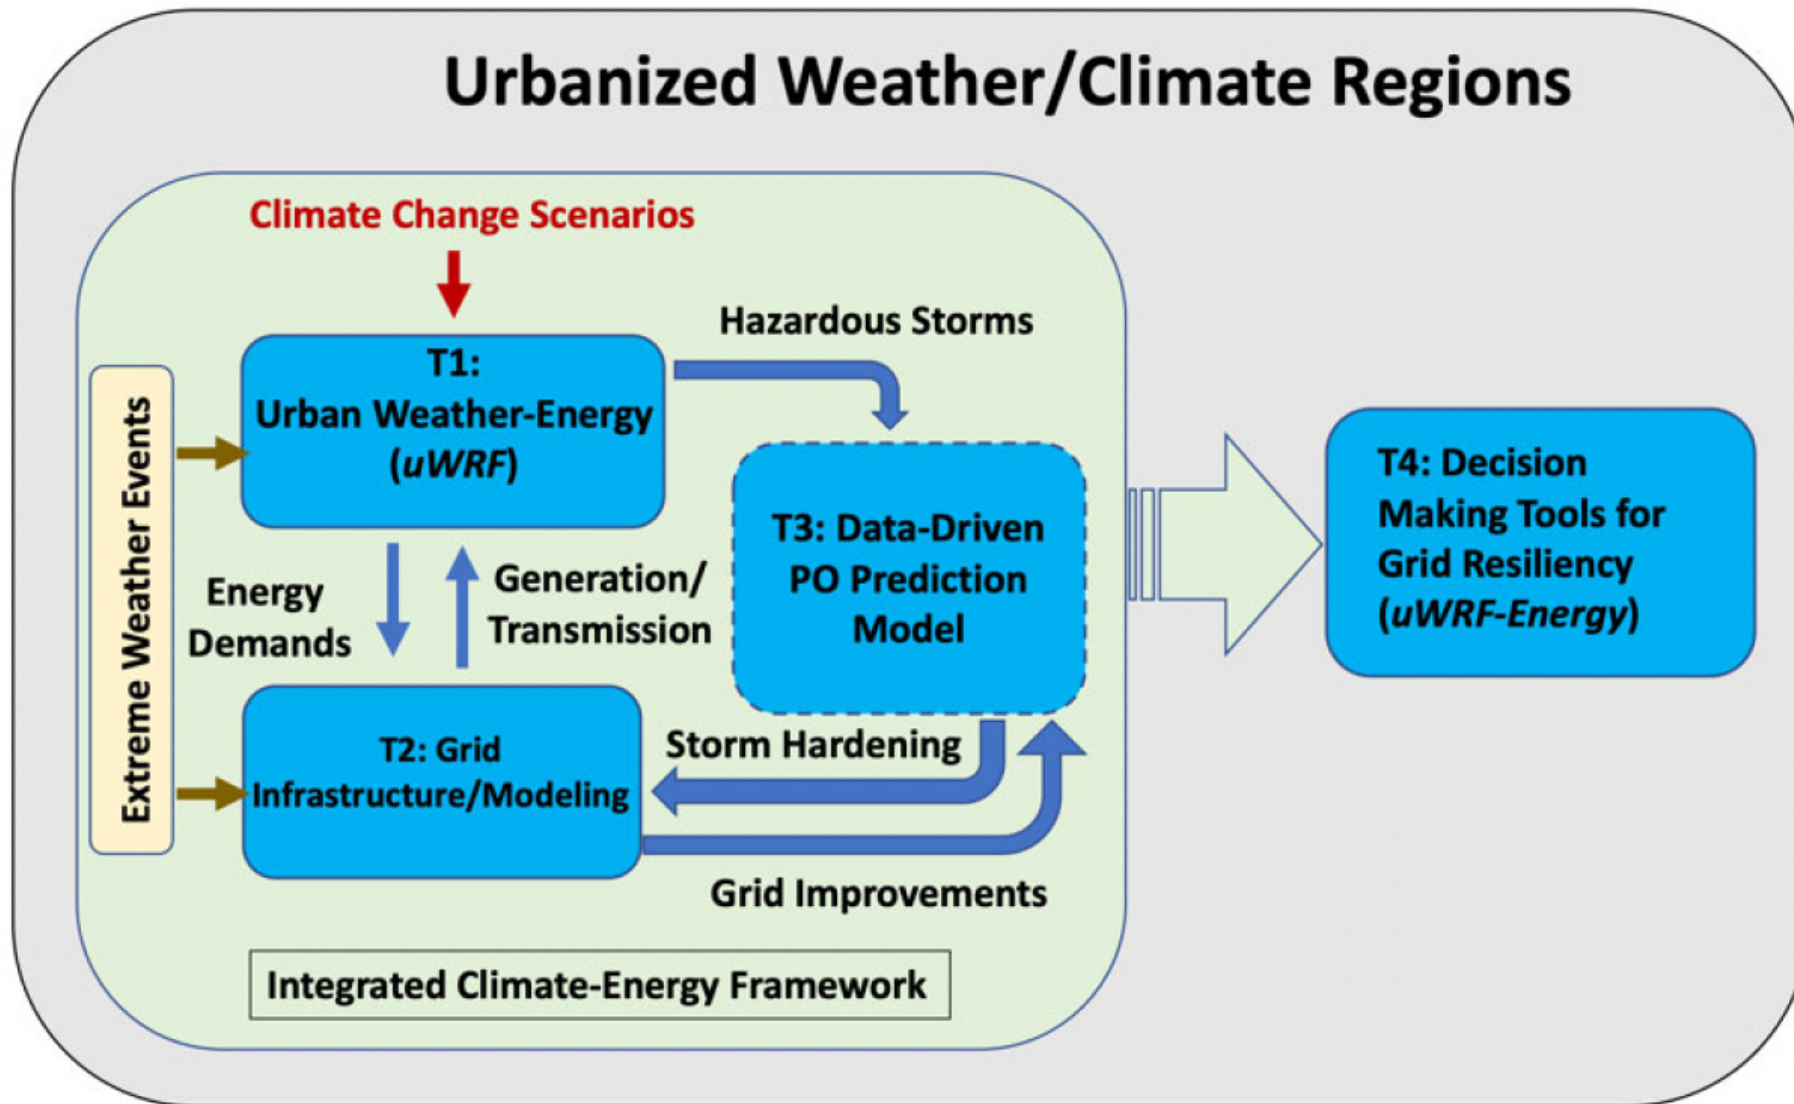 Urbanized Weather/Climate Regions
Climate Change Scenarios
Hazardous Storms
T1:
Urban Weather-Energy
(uWRF)
Extreme Weather Events
Energy
Demands
Generation/
Transmission
T3: Data-Driven
PO Prediction
Model
T4: Decision
Making Tools for
Grid Resiliency
(uWRF-Energy)
T2: Grid
Infrastructure/Modeling
Storm Hardening
Grid Improvements
Integrated Climate-Energy Framework